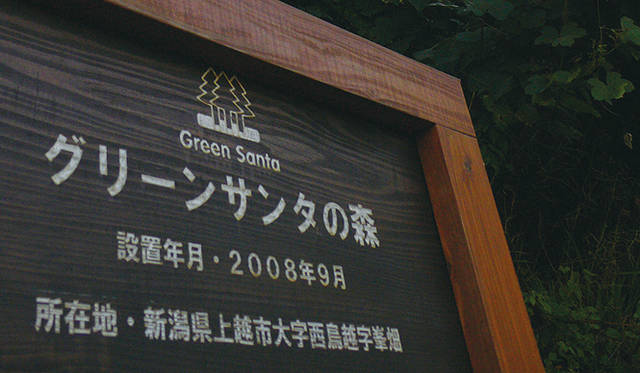 Green Santa
グリーンサンタの森
設置年月・2008年9月
所在地・新潟県上越市大字西鳥越字峯畑